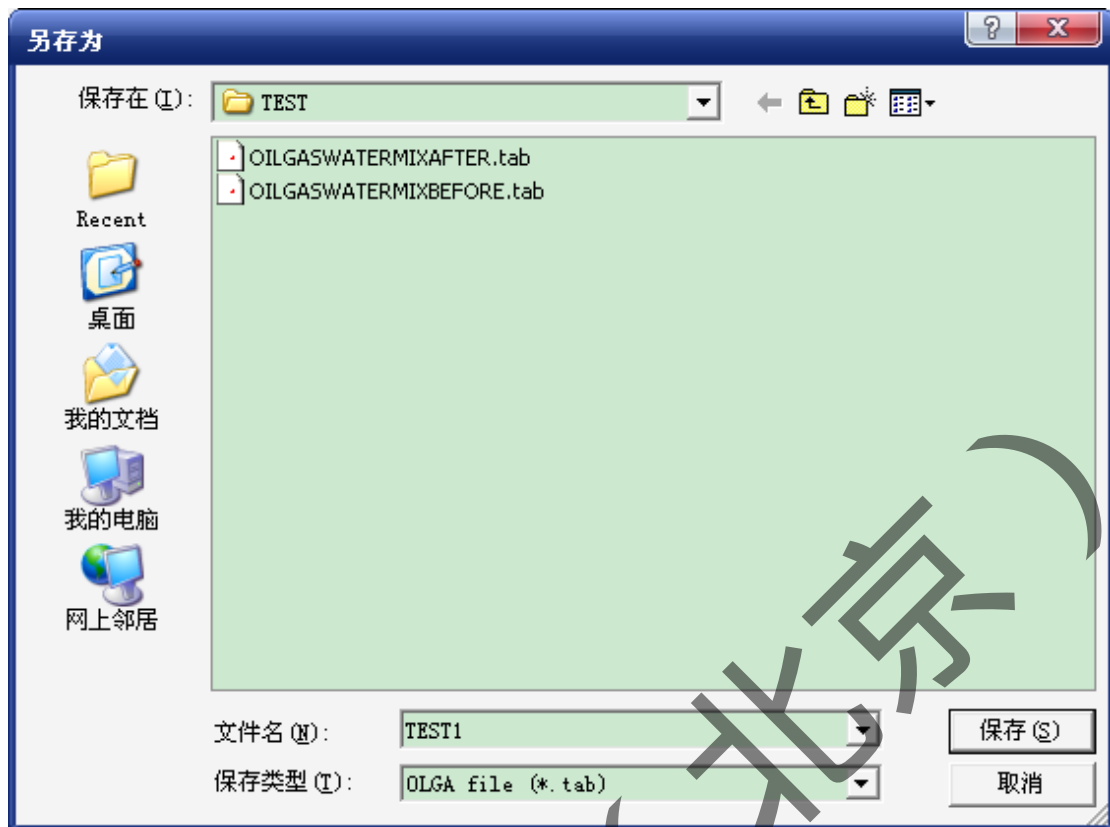 另存为
保存在(I):
TEST
OILGASWATERMIXAFTER.tab
OILGASWATERMIXBEFORE.tab
Recent
桌面
我的文档
我的电脑
网上邻居
文件名(N):
TEST1
保存(S)
保存类型(T):
OLGA file (*.tab)
取消
(北京)